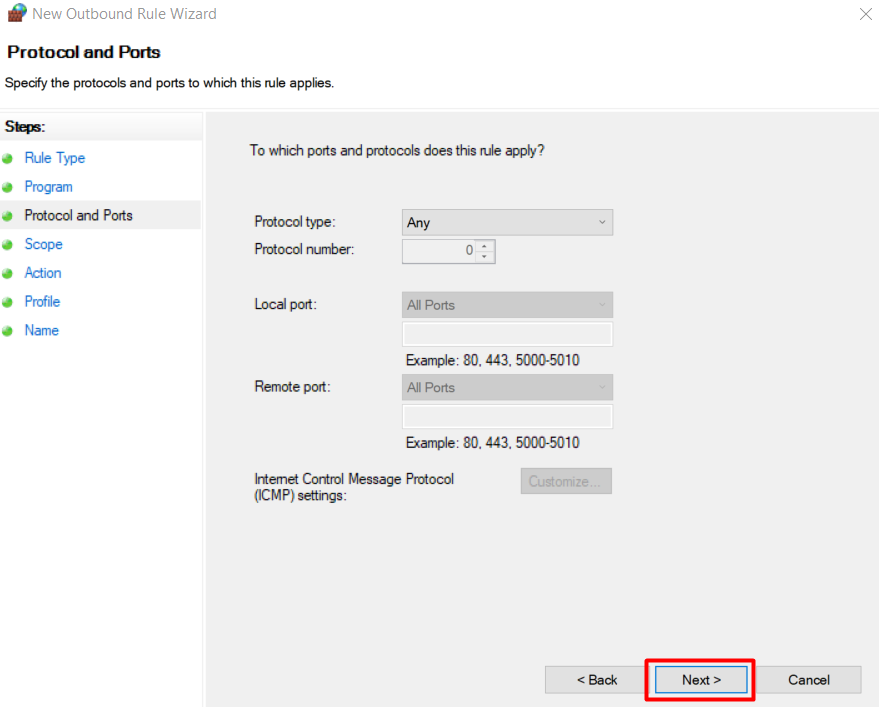 New Outbound Rule Wizard
Protocol and Ports
Specify the protocols and ports to which this rule applies.
Steps:
Rule Type
Program
Protocol and Ports
Scope
Action
Profile
Name
To which ports and protocols does this rule apply?
Protocol type: Any
Protocol number: 0
Local port: All Ports
Example: 80, 443, 5000-5010
Remote port: All Ports
Example: 80, 443, 5000-5010
Internet Control Message Protocol
(ICMP) settings: Customize...
< Back Next > Cancel